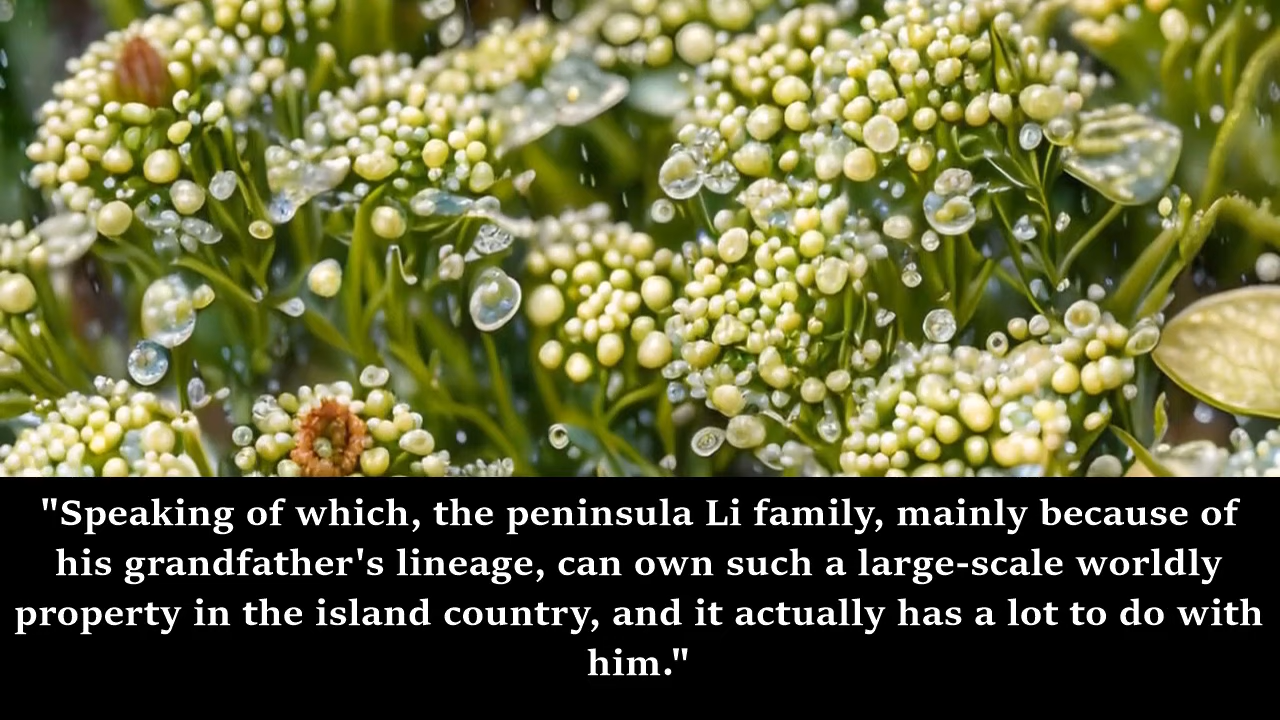 "Speaking of which, the peninsula Li family, mainly because of
his grandfather's lineage, can own such a large-scale worldly
property in the island country, and it actually has a lot to do with
him."